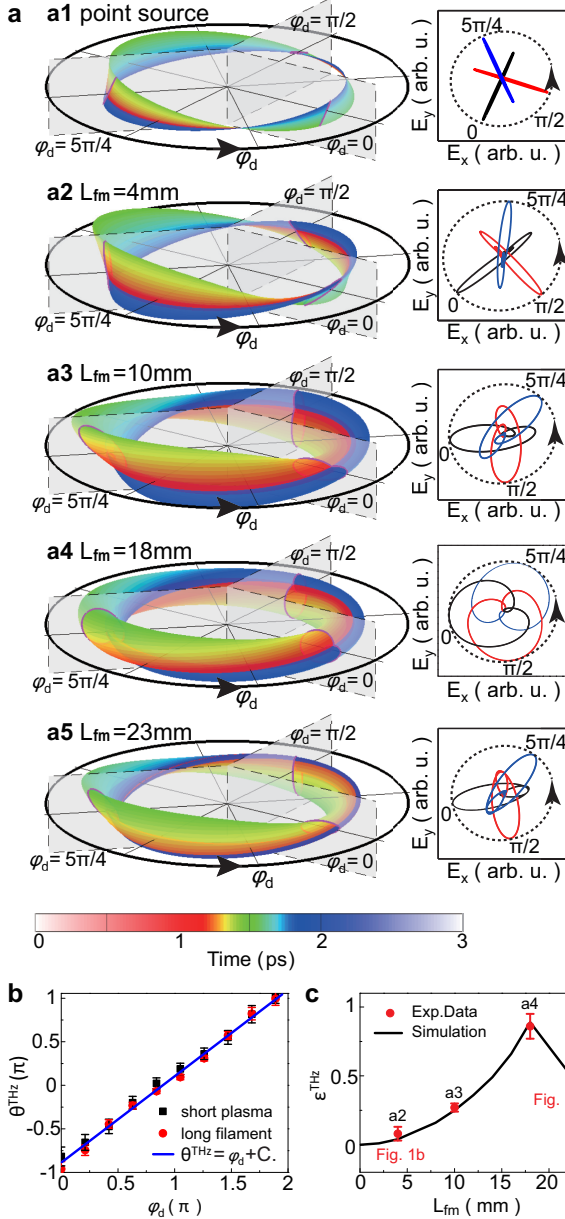 a
a1 point source
φd = π/2
φd = 5π/4
φd
φd = 0
5π/4
0
π/2
Ey ( arb. u. )
Ex ( arb. u. )
a2 Lfm=4mm
φd = π/2
φd = 5π/4
φd
φd = 0
5π/4
0
π/2
Ey ( arb. u. )
Ex ( arb. u. )
a3 Lfm=10mm
φd = π/2
φd = 5π/4
φd
φd = 0
5π/4
0
π/2
Ey ( arb. u. )
Ex ( arb. u. )
a4 Lfm=18mm
φd = π/2
φd = 5π/4
φd
φd = 0
5π/4
0
π/2
Ey ( arb. u. )
Ex ( arb. u. )
a5 Lfm=23mm
φd = π/2
φd = 5π/4
φd
φd = 0
5π/4
0
π/2
Ey ( arb. u. )
Ex ( arb. u. )
0 1 2 3
Time (ps)
b
1
0.5
0
-0.5
-1
θTHz(π)
short plasma
long filament
θTHz= φd+C.
0 0.5 1 1.5 2
φd (π)
c
1
0.5
0
εTHz
Exp.Data
Simulation
a4
a3
a2
Fig. 1b
Fig.
0 5 10 15 20
Lfm ( mm )